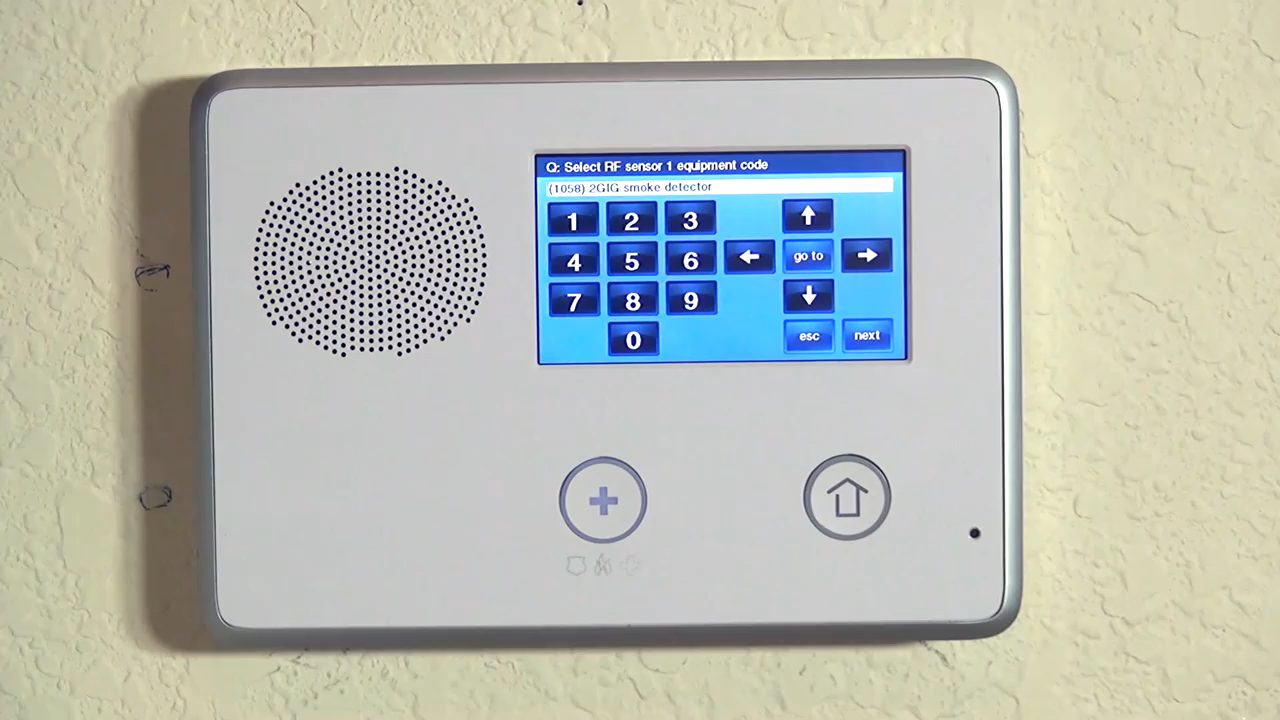 Q: Select RF sensor 1 equipment code
(1058) 2GIG smoke detector
1 2 3 ↑
4 5 6 ← go to →
7 8 9 ↓
0 esc next